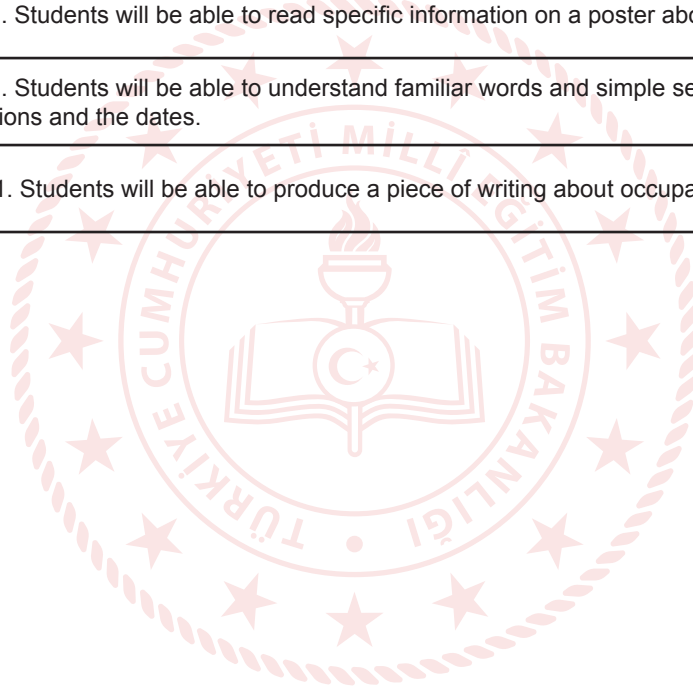 . Students will be able to read specific information on a poster abo
. Students will be able to understand familiar words and simple se
ions and the dates.
1. Students will be able to produce a piece of writing about occupa
TÜRKİYE CUMHURİYETİ MİLLÎ EĞİTİM BAKANLIĞI